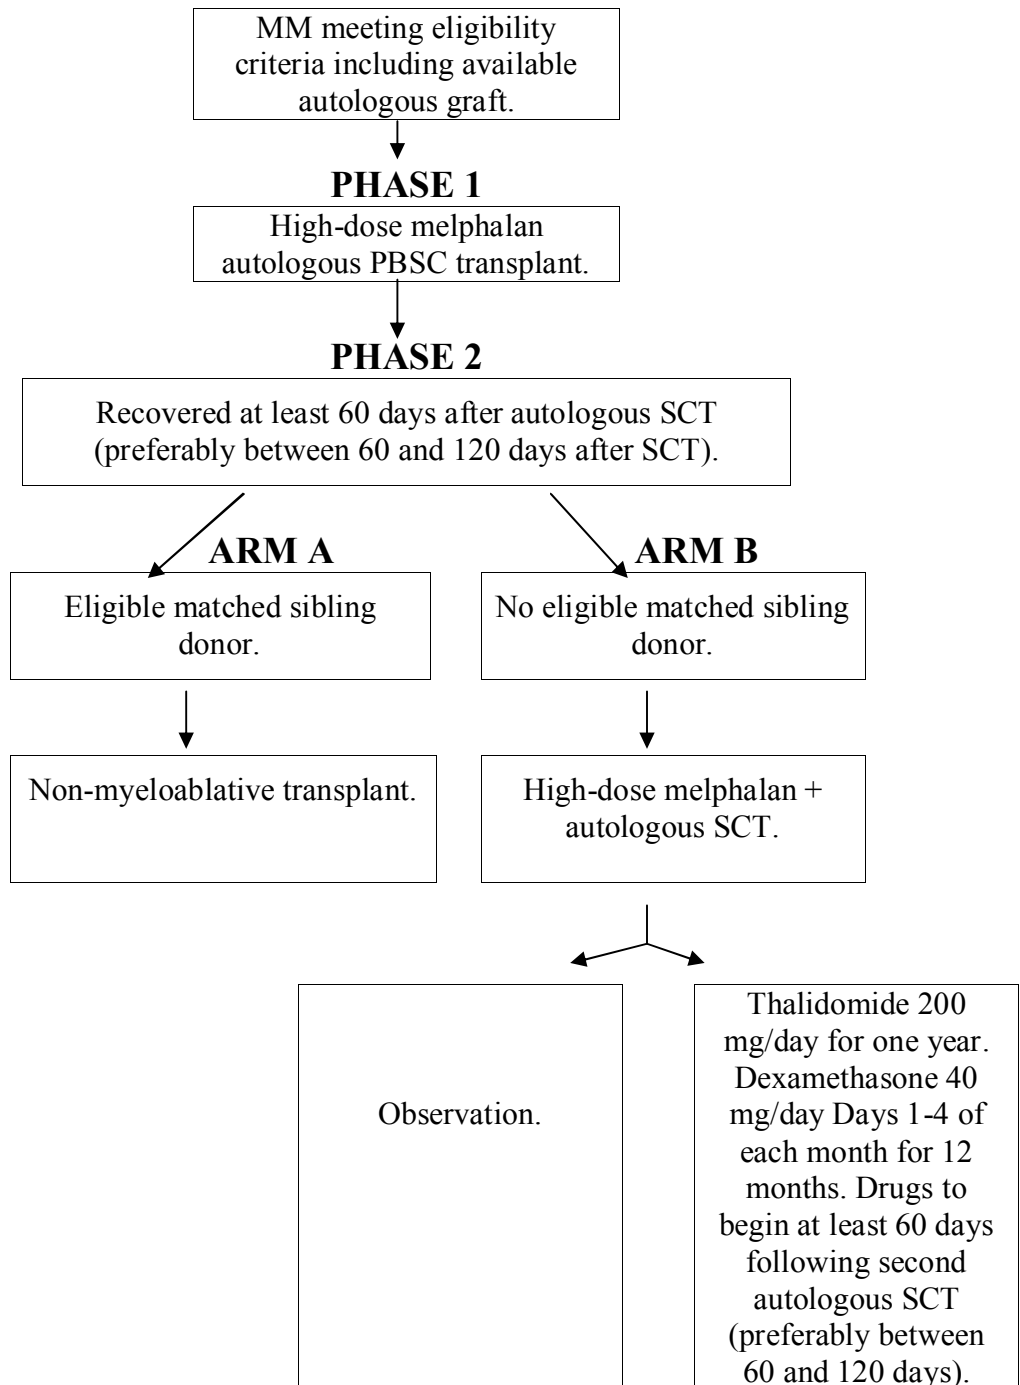 MM meeting eligibility
criteria including available
autologous graft.
PHASE 1
High-dose melphalan
autologous PBSC transplant.
PHASE 2
Recovered at least 60 days after autologous SCT
(preferably between 60 and 120 days after SCT).
ARM A
Eligible matched sibling
donor.
Non-myeloablative transplant.
ARM B
No eligible matched sibling
donor.
High-dose melphalan +
autologous SCT.
Observation.
Thalidomide 200
mg/day for one year.
Dexamethasone 40
mg/day Days 1-4 of
each month for 12
months. Drugs to
begin at least 60 days
following second
autologous SCT
(preferably between
60 and 120 days).